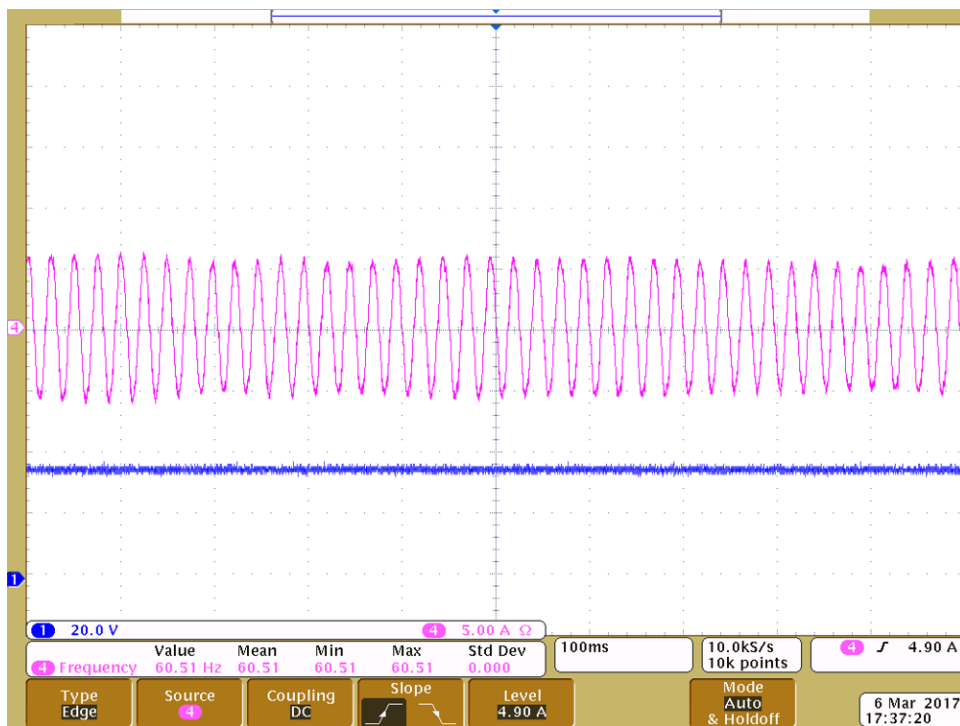 4
1
1 20.0 V 4 5.00 A Ω
Value Mean Min Max Std Dev
4 Frequency 60.51 Hz 60.51 60.51 60.51 0.000
100ms
10.0kS/s
10k points
4 4.90 A
Type
Edge
Source
4
Coupling
DC
Slope
Level
4.90 A
Mode
Auto
& Holdoff
6 Mar 2017
17:37:20